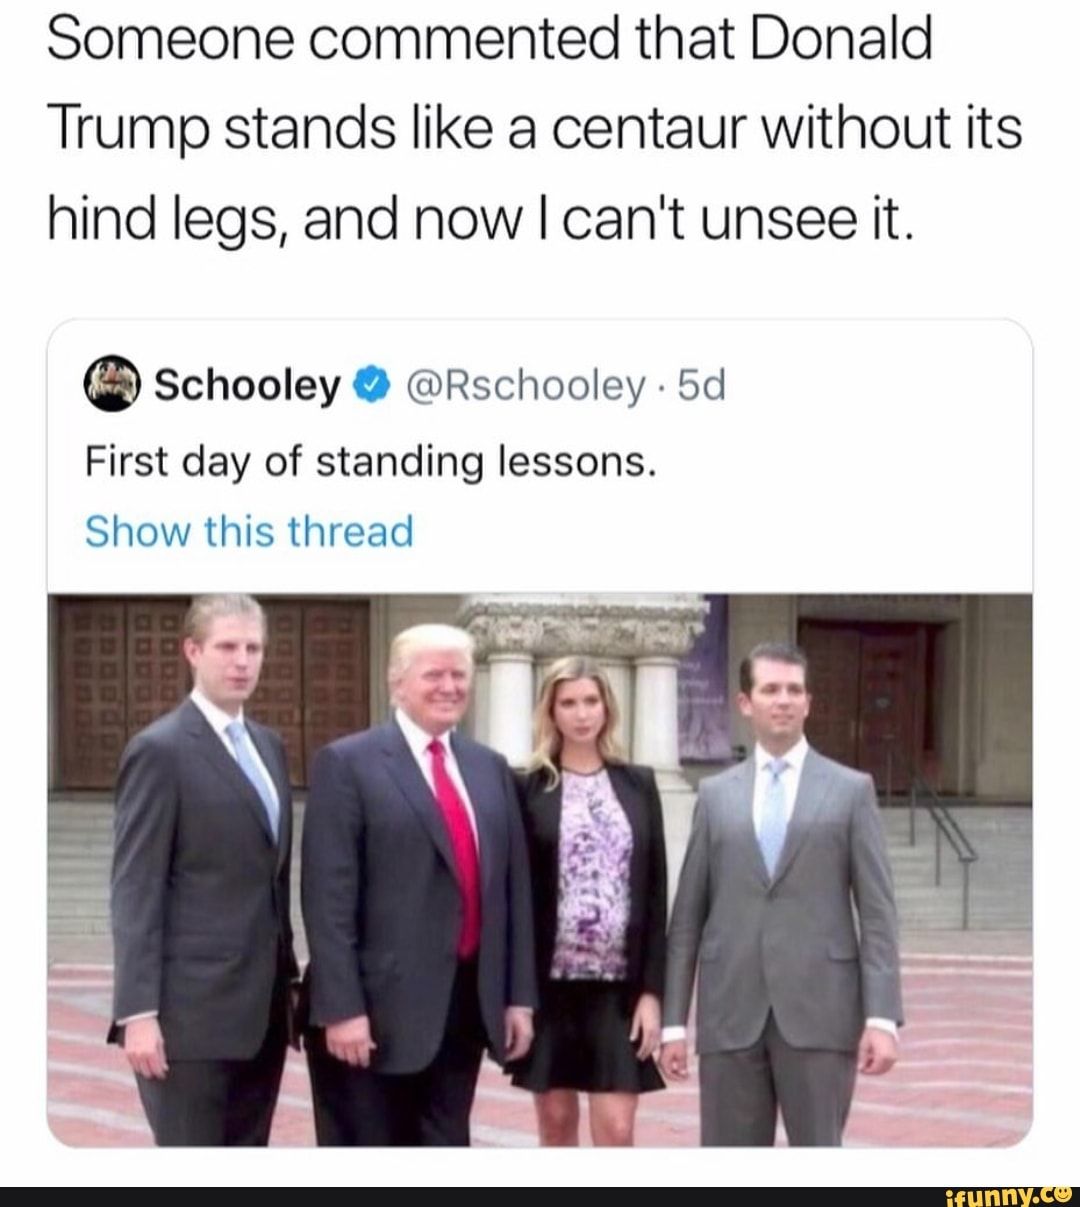 Someone commented that Donald
Trump stands like a centaur without its
hind legs, and now I can't unsee it.
Schooley @Rschooley · 5d
First day of standing lessons.
Show this thread
ifunny.co